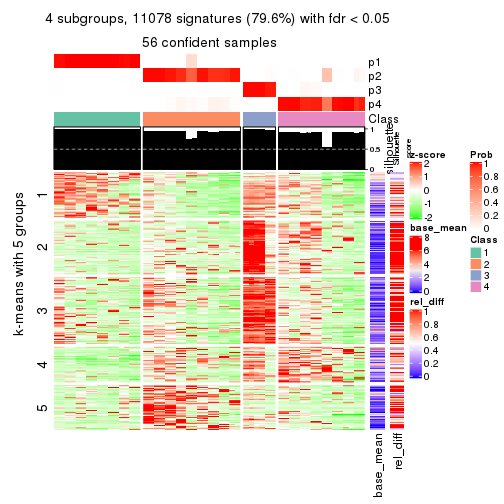 4 subgroups, 11078 signatures (79.6%) with fdr < 0.05
56 confident samples
p1
p2
p3
p4
Class
1
0.5
0
silhouette
Silhouette
score
k-means with 5 groups
1
2
3
4
5
base_mean
rel_diff
z-score
2
1
0
-1
-2
base_mean
8
6
4
2
0
rel_diff
1
0.8
0.6
0.4
0.2
0
Prob
1
0.8
0.6
0.4
0.2
0
Class
1
2
3
4